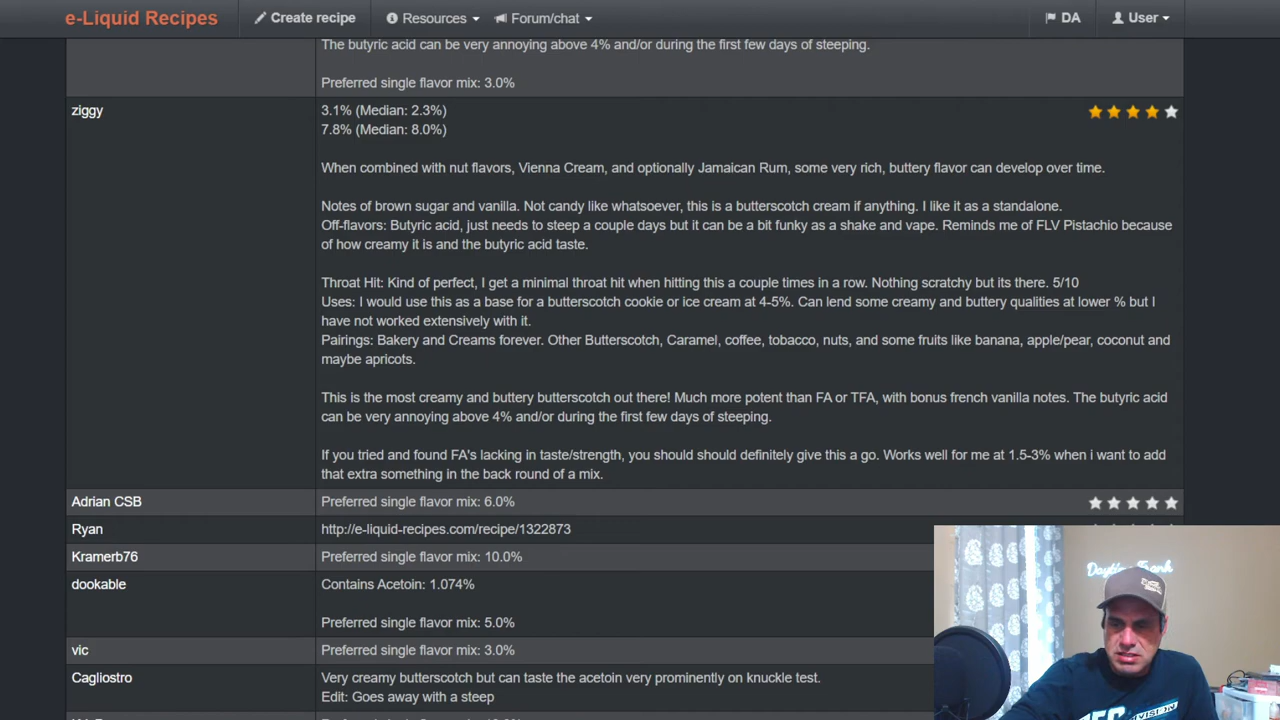 e-Liquid Recipes Create recipe Resources Forum/chat DA User
The butyric acid can be very annoying above 4% and/or during the first few days of steeping.
Preferred single flavor mix: 3.0%
ziggy 3.1% (Median: 2.3%)
7.8% (Median: 8.0%)
When combined with nut flavors, Vienna Cream, and optionally Jamaican Rum, some very rich, buttery flavor can develop over time.
Notes of brown sugar and vanilla. Not candy like whatsoever, this is a butterscotch cream if anything. I like it as a standalone.
Off-flavors: Butyric acid, just needs to steep a couple days but it can be a bit funky as a shake and vape. Reminds me of FLV Pistachio because
of how creamy it is and the butyric acid taste.
Throat Hit: Kind of perfect, I get a minimal throat hit when hitting this a couple times in a row. Nothing scratchy but its there. 5/10
Uses: I would use this as a base for a butterscotch cookie or ice cream at 4-5%. Can lend some creamy and buttery qualities at lower % but I
have not worked extensively with it.
Pairings: Bakery and Creams forever. Other Butterscotch, Caramel, coffee, tobacco, nuts, and some fruits like banana, apple/pear, coconut and
maybe apricots.
This is the most creamy and buttery butterscotch out there! Much more potent than FA or TFA, with bonus french vanilla notes. The butyric acid
can be very annoying above 4% and/or during the first few days of steeping.
If you tried and found FA's lacking in taste/strength, you should should definitely give this a go. Works well for me at 1.5-3% when i want to add
that extra something in the back round of a mix.
Adrian CSB Preferred single flavor mix: 6.0%
Ryan http://e-liquid-recipes.com/recipe/1322873
Kramerb76 Preferred single flavor mix: 10.0%
dookable Contains Acetoin: 1.074%
Preferred single flavor mix: 5.0%
vic Preferred single flavor mix: 3.0%
Cagliostro Very creamy butterscotch but can taste the acetoin very prominently on knuckle test.
Edit: Goes away with a steep